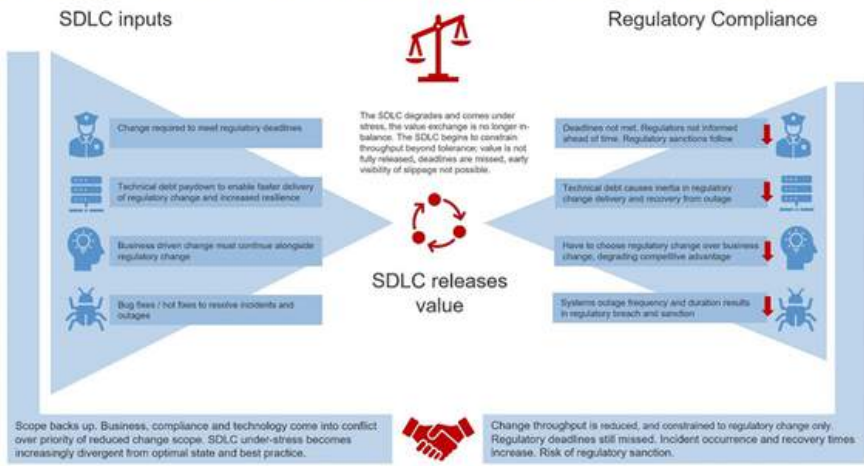 SDLC inputs
Regulatory Compliance
The SDLC degrades and comes under
stress, the value exchange is no longer in-
balance. The SDLC begins to constrain
throughput beyond tolerance; value is not
fully released, deadlines are missed, early
visibility of slippage not possible.
Change required to meet regulatory deadlines
Technical debt paydown to enable faster delivery
of regulatory change and increased resilience
Business driven change must continue alongside
regulatory change
Bug fixes / hot fixes to resolve incidents and
outages
SDLC releases
value
Deadlines not met. Regulators not informed
ahead of time. Regulatory sanctions follow
Technical debt causes inertia in regulatory
change delivery and recovery from outage
Have to choose regulatory change over business
change, degrading competitive advantage
Systems outage frequency and duration results
in regulatory breach and sanction
Scope backs up. Business, compliance and technology come into conflict
over priority of reduced change scope. SDLC under-stress becomes
increasingly divergent from optimal state and best practice.
Change throughput is reduced, and constrained to regulatory change only.
Regulatory deadlines still missed. Incident occurrence and recovery times
increase. Risk of regulatory sanction.